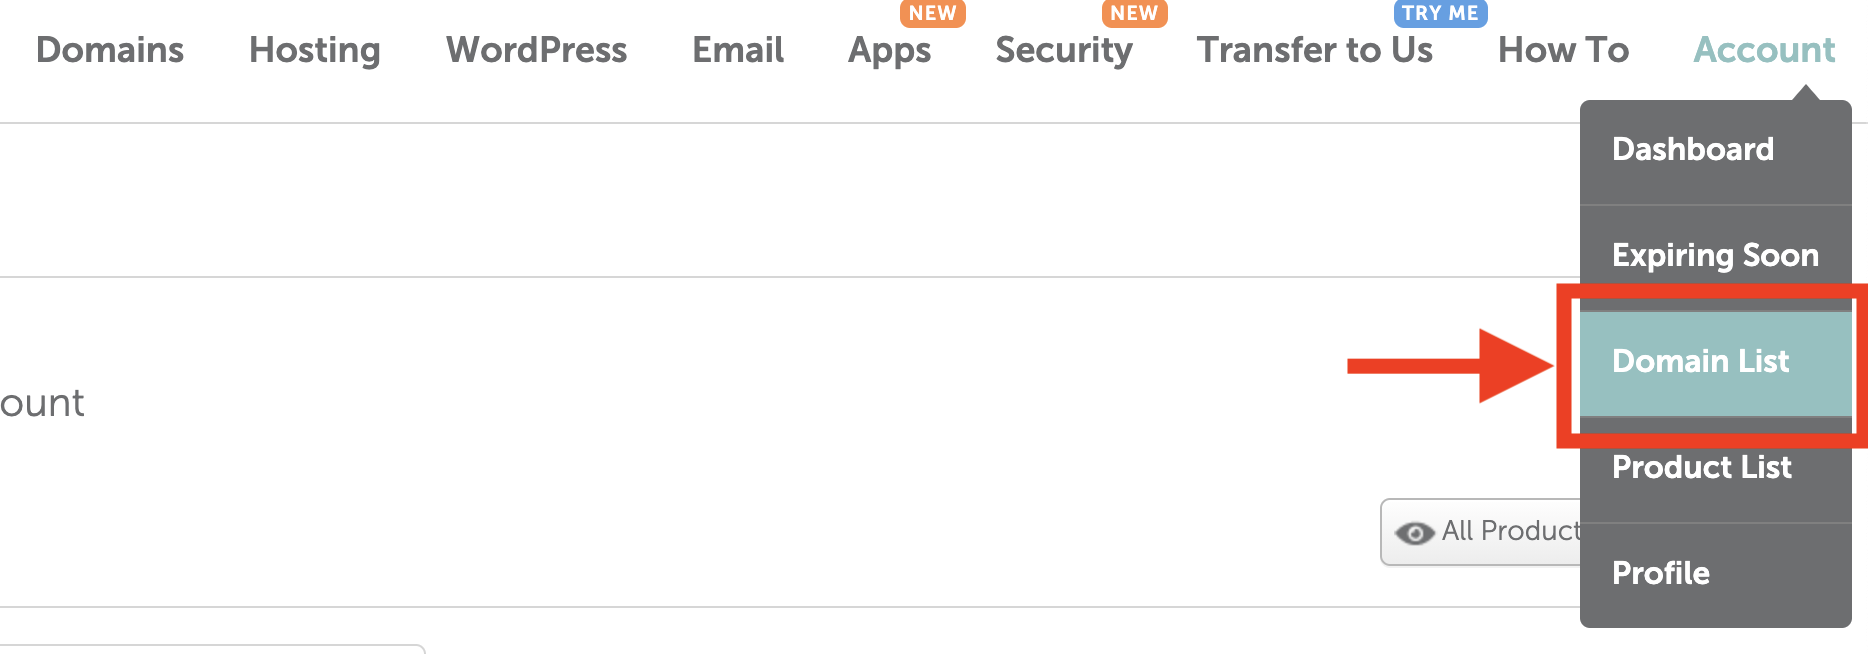 NEW NEW TRY ME
Domains Hosting WordPress Email Apps Security Transfer to Us How To Account
Dashboard
Expiring Soon
Domain List
ount
Product List
All Product
Profile